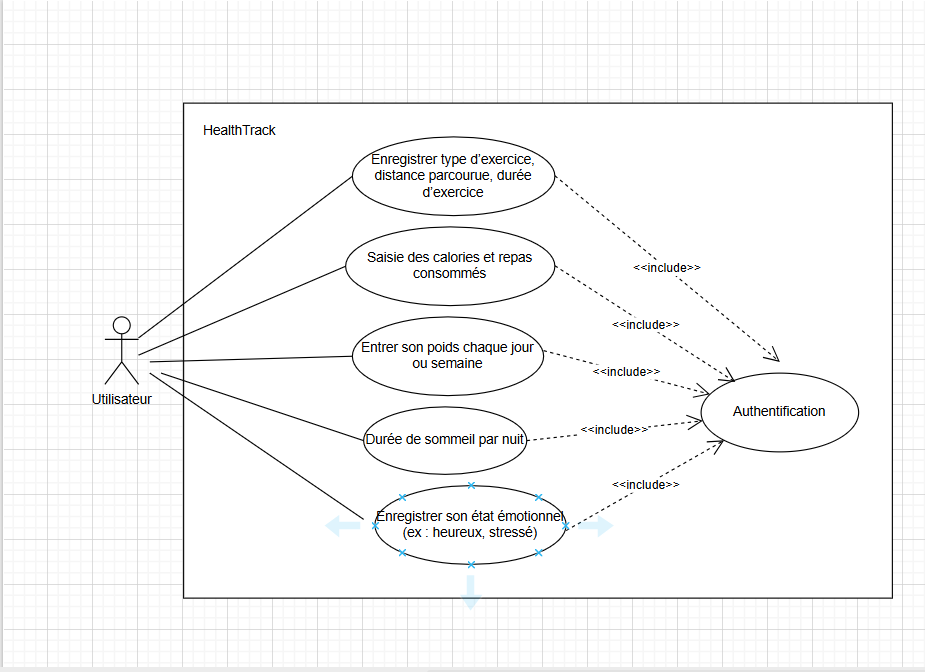 HealthTrack
Enregistrer type d'exercice,
distance parcourue, durée
d'exercice
Saisie des calories et repas
consommés
Entrer son poids chaque jour
ou semaine
Durée de sommeil par nuit
Enregistrer son état émotionnel
(ex : heureux, stressé)
Utilisateur
<<include>>
<<include>>
<<include>>
<<include>>
<<include>>
Authentification